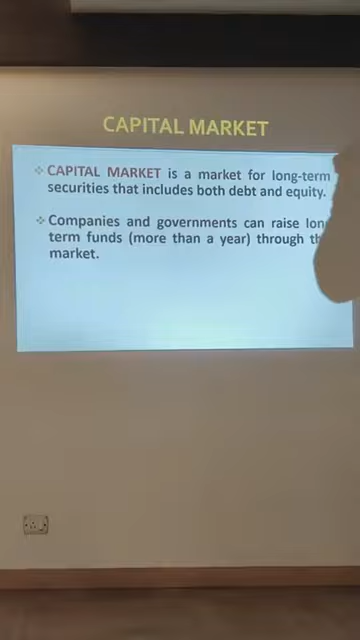 CAPITAL MARKET
CAPITAL MARKET is a market for long-term
securities that includes both debt and equity.
Companies and governments can raise
term funds (more than a year) through
market.